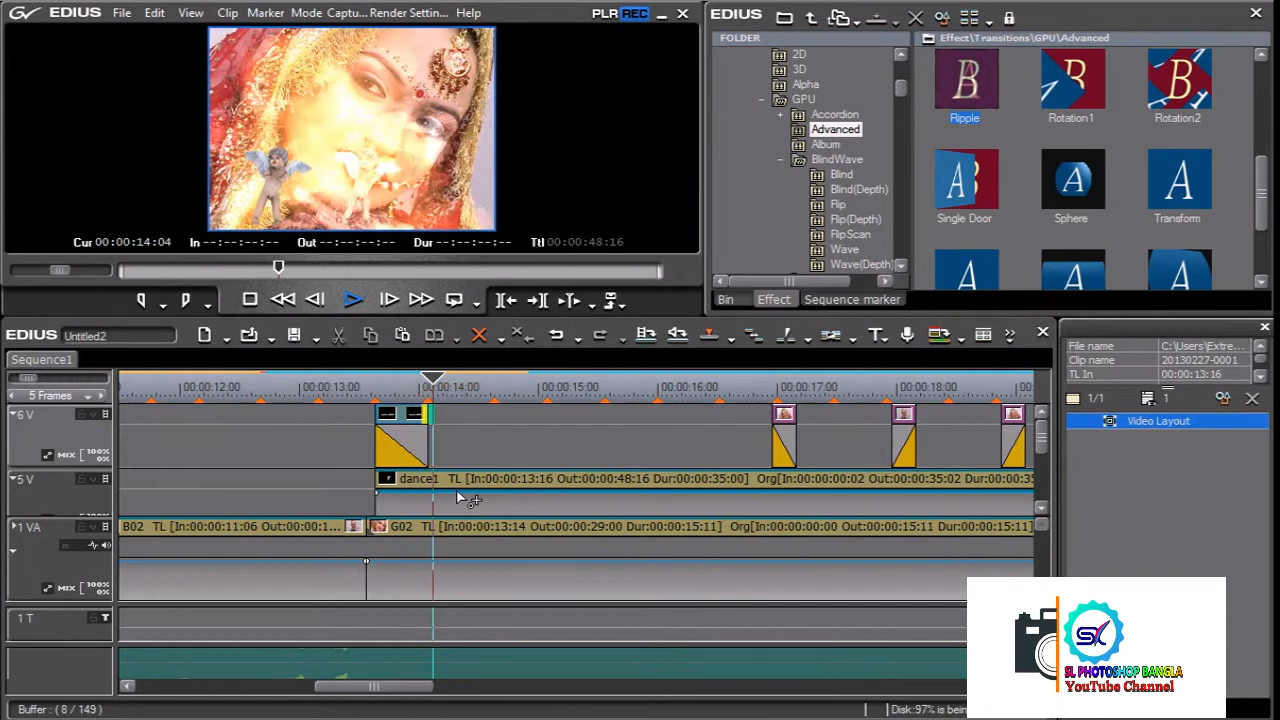 File Edit View Clip Marker Mode Captu... Render Settin... Help
PLR REC
Cur 00:00:14:04 In --:--:--:-- Out --:--:--:-- Dur --:--:--:-- Ttl 00:00:48:16
EDIUS
FOLDER
Effect\Transitions\GPU\Advanced
2D
3D
Alpha
GPU
Accordion
Advanced
Album
BlindWave
Blind
Blind(Depth)
Flip
Flip(Depth)
FlipScan
Wave
Wave(Depth)
Ripple
Rotation1
Rotation2
Single Door
Sphere
Transform
Bin Effect Sequence marker
EDIUS Untitled2
Sequence1
5 Frames
00:00:12:00 00:00:13:00 00:00:14:00 00:00:15:00 00:00:16:00 00:00:17:00 00:00:18:00 00:
6 V
MIX 100% 0%
5 V
dance1 TL [In:00:00:13:16 Out:00:00:48:16 Dur:00:00:35:00] Org[In:00:00:00:02 Out:00:00:35:02 Dur:00:00:35
1 VA
B02 TL [In:00:00:11:06 Out:00:00:1...
G02 TL [In:00:00:13:14 Out:00:00:29:00 Dur:00:00:15:11] Org[In:00:00:00:00 Out:00:00:15:11 Dur:00:00:15:11]
MIX 100% 0%
1 T T
File name C:\Users\Extre...
Clip name 20130227-0001
TL In 00:00:13:16
1/1 1
Video Layout
SL PHOTOSHOP BANGLA
YouTube Channel
Buffer : ( 8 / 149 )
Disk:97% is bein